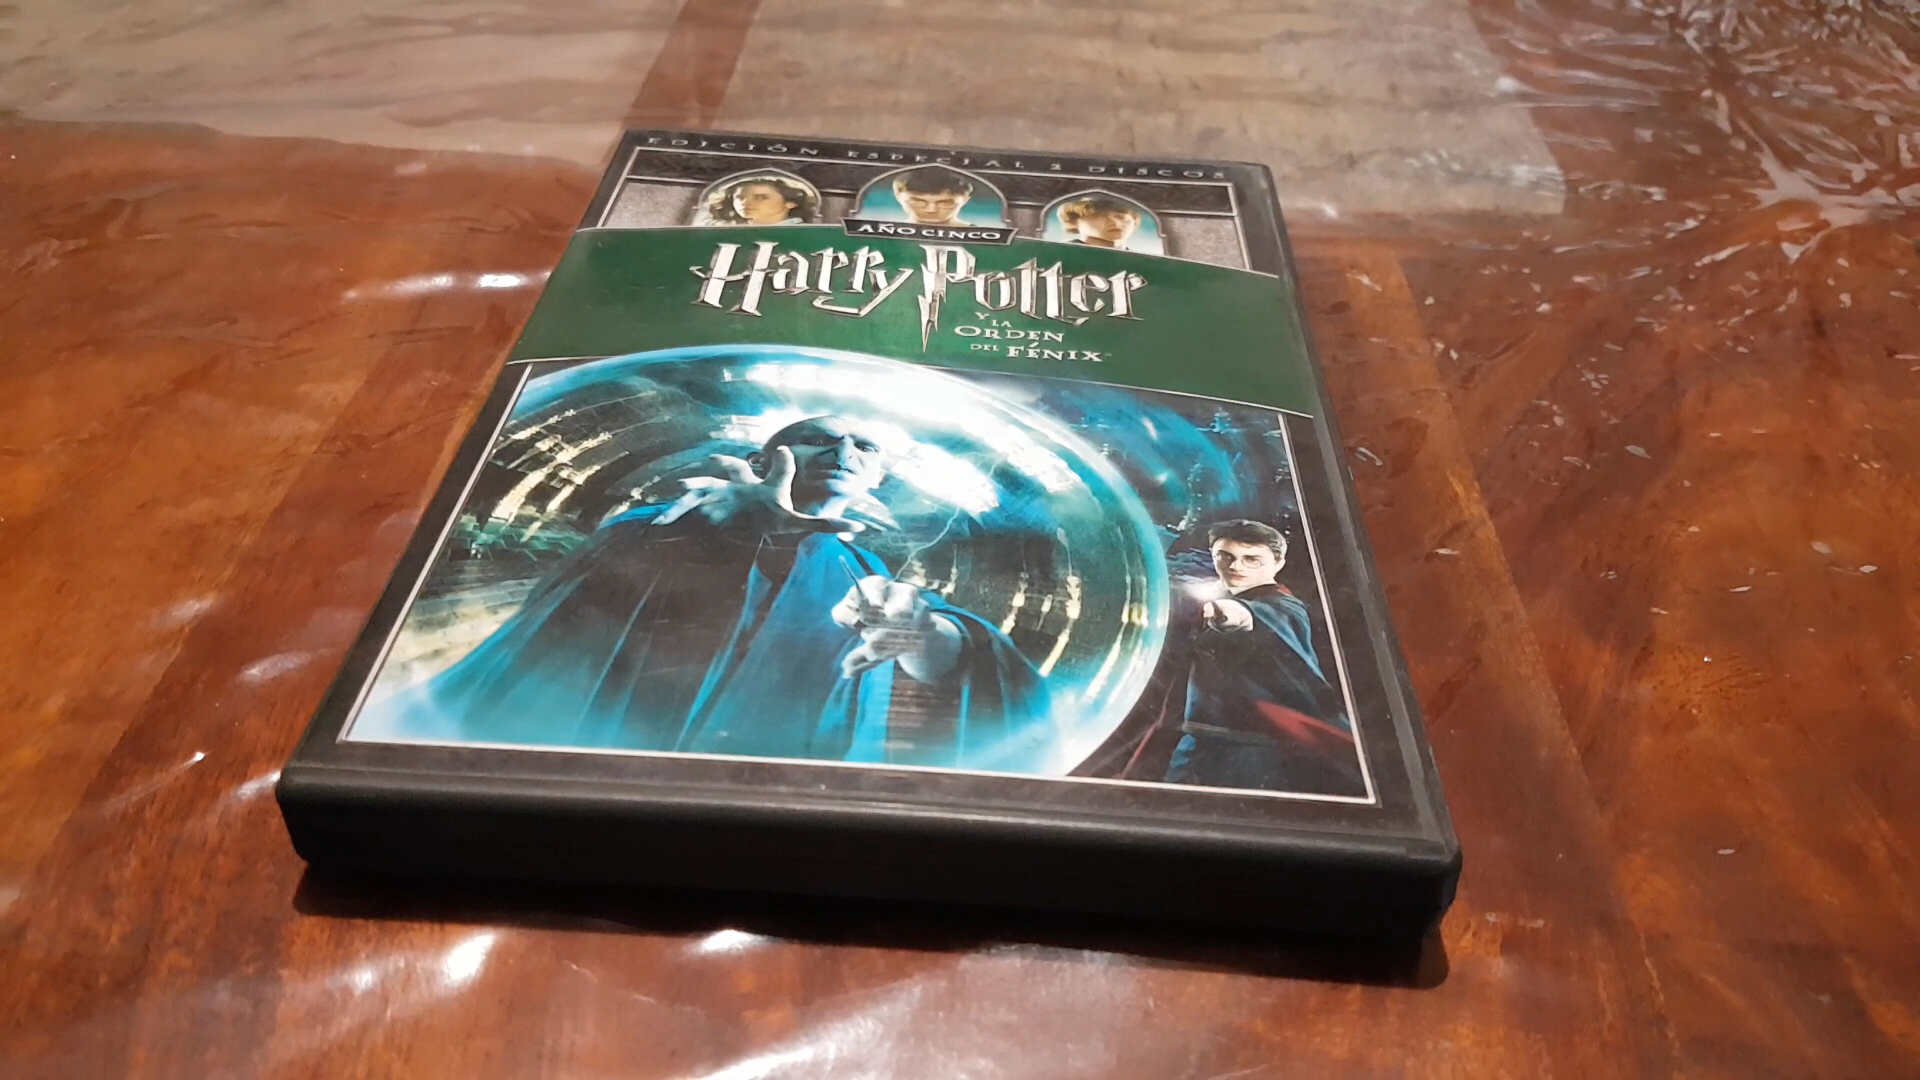 EDICIÓN ESPECIAL 2 DISCOS
AÑO CINCO
Harry Potter
Y LA
ORDEN
DEL FÉNIX